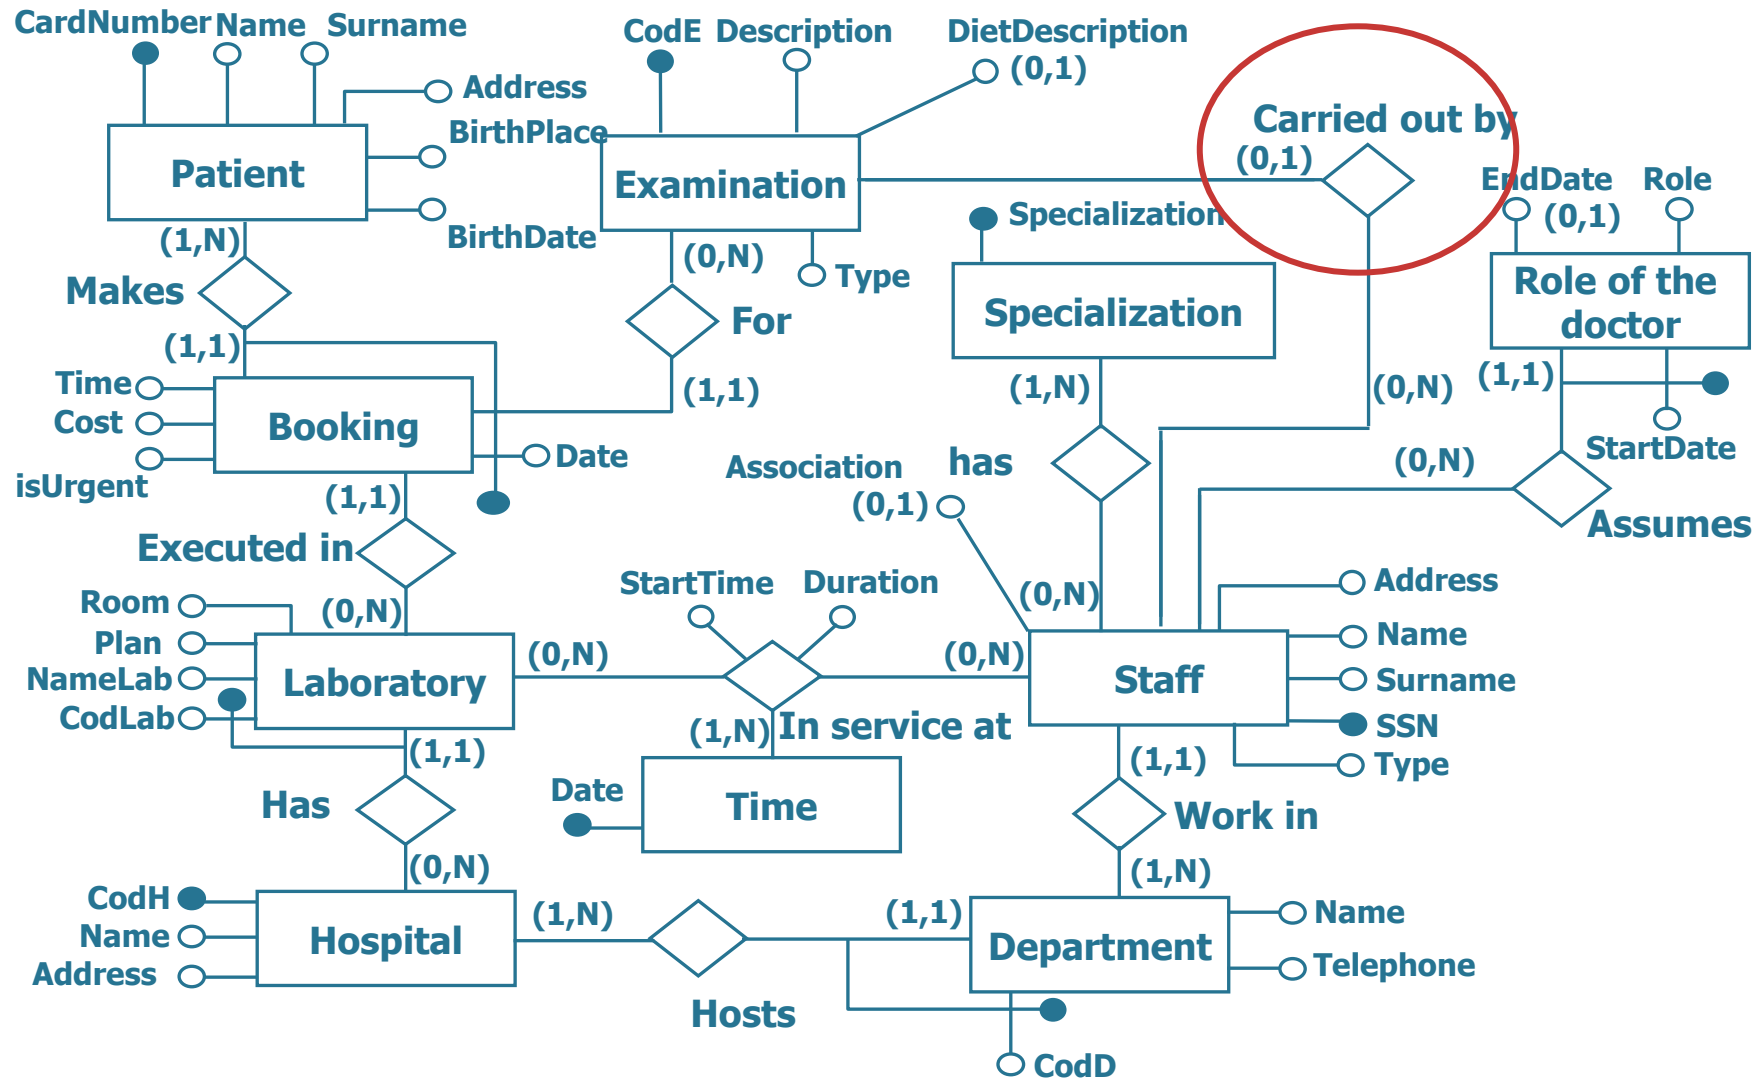 CardNumber Name Surname
CodE Description DietDescription
(0,1)
Address
BirthPlace
Patient
BirthDate
Examination
Carried out by
(0,1)
EndDate Role
(0,1)
Specialization
Type
(1,N)
Makes
(1,1)
(0,N)
For
(1,1)
Specialization
(1,N)
has
(0,N)
(0,N)
Role of the
doctor
(1,1)
StartDate
(0,N)
Assumes
Time
Cost
isUrgent
Booking
Date
(1,1)
Executed in
(0,N)
Association
(0,1)
StartTime Duration
Room
Plan
NameLab
CodLab
Laboratory
(0,N)
(0,N)
In service at
(1,N)
Staff
Address
Name
Surname
SSN
Type
(1,1)
Has
(0,N)
Date
Time
(1,1)
Work in
(1,N)
CodH
Name
Address
Hospital
(1,N)
Hosts
(1,1)
Department
Name
Telephone
CodD